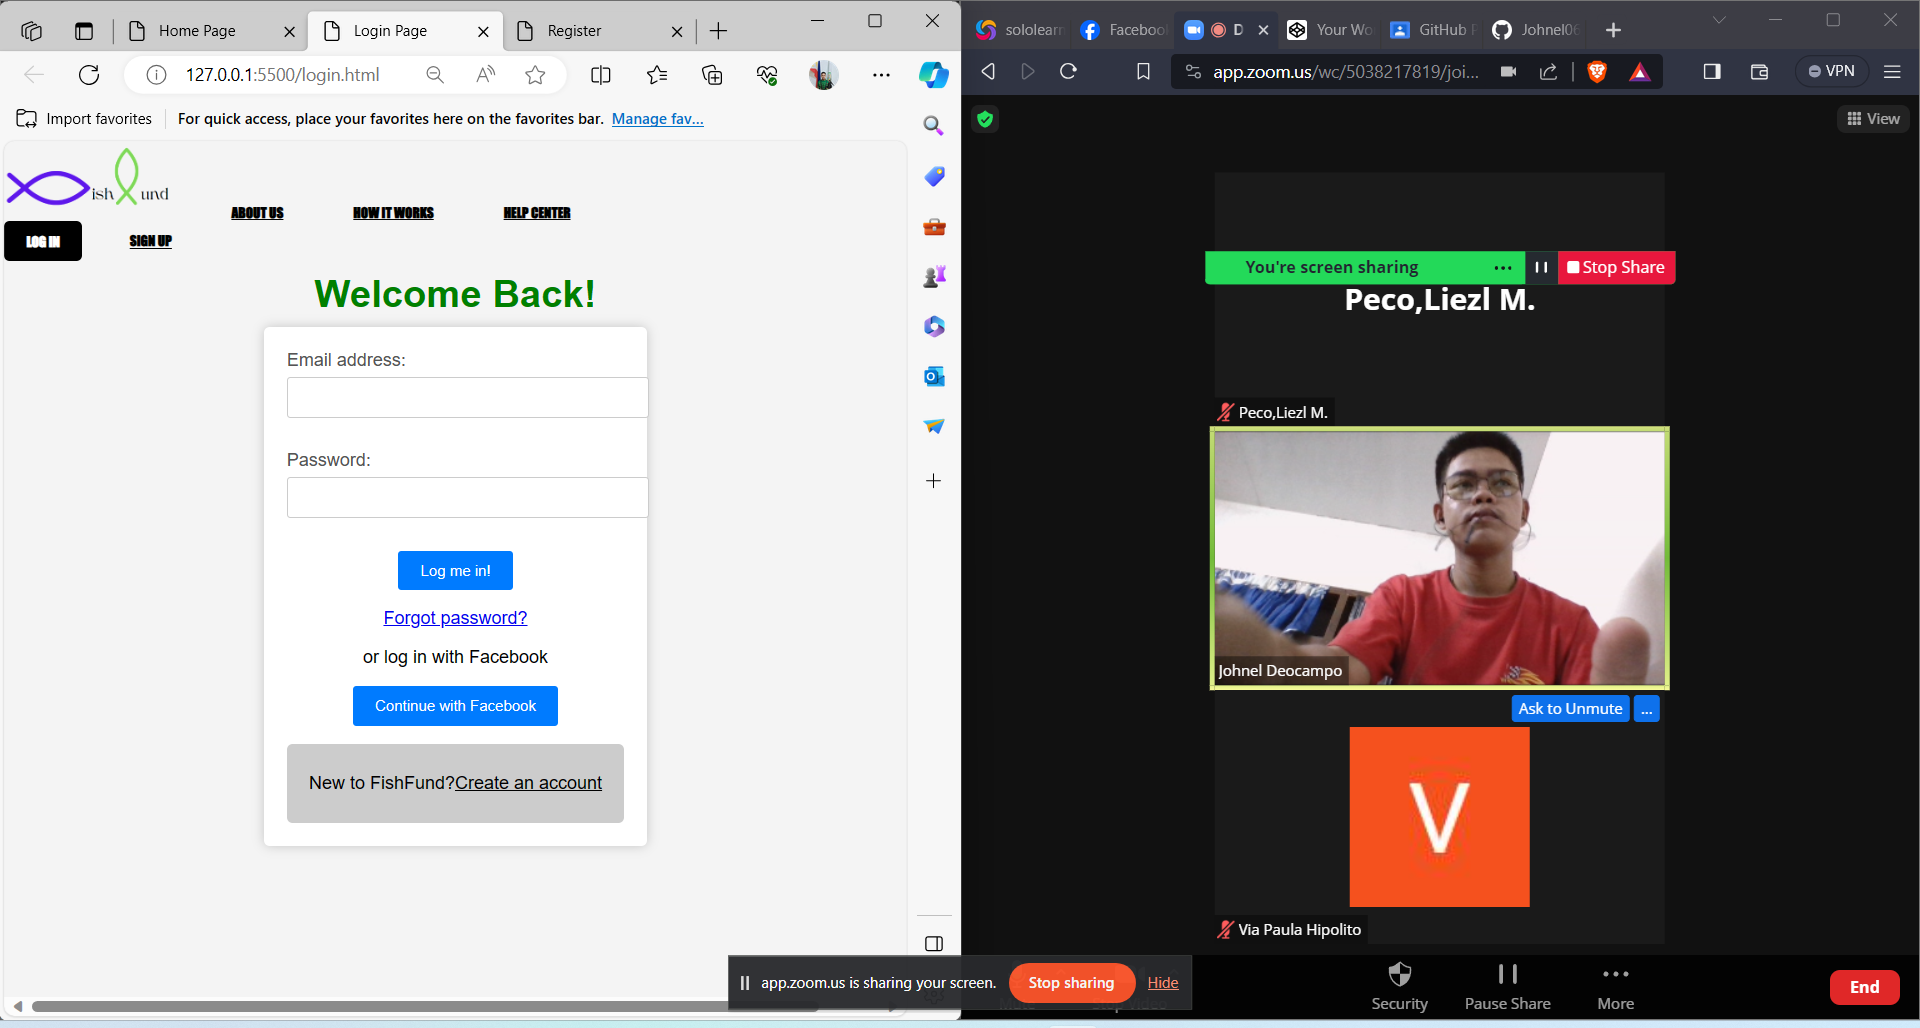 Home Page
Login Page
Register
127.0.0.1:5500/login.html
Import favorites
For quick access, place your favorites here on the favorites bar. Manage fav...
ish und
ABOUT US
HOW IT WORKS
HELP CENTER
LOG IN
SIGN UP
Welcome Back!
Email address:
Password:
Log me in!
Forgot password?
or log in with Facebook
Continue with Facebook
New to FishFund?Create an account
sololearn
Facebook
D
Your Wo
GitHub F
Johnel06
app.zoom.us/wc/5038217819/joi...
VPN
View
You're screen sharing
Stop Share
Peco,Liezl M.
Peco,Liezl M.
Johnel Deocampo
Ask to Unmute
...
V
Via Paula Hipolito
app.zoom.us is sharing your screen.
Stop sharing
Hide
Security
Pause Share
More
End